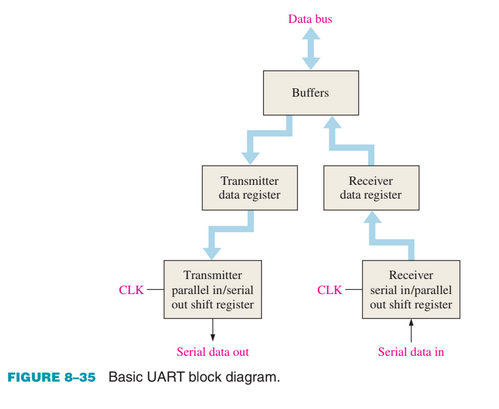 Data bus
Buffers
Transmitter
data register
Receiver
data register
CLK
Transmitter
parallel in/serial
out shift register
CLK
Receiver
serial in/parallel
out shift register
Serial data out
Serial data in
FIGURE 8–35 Basic UART block diagram.